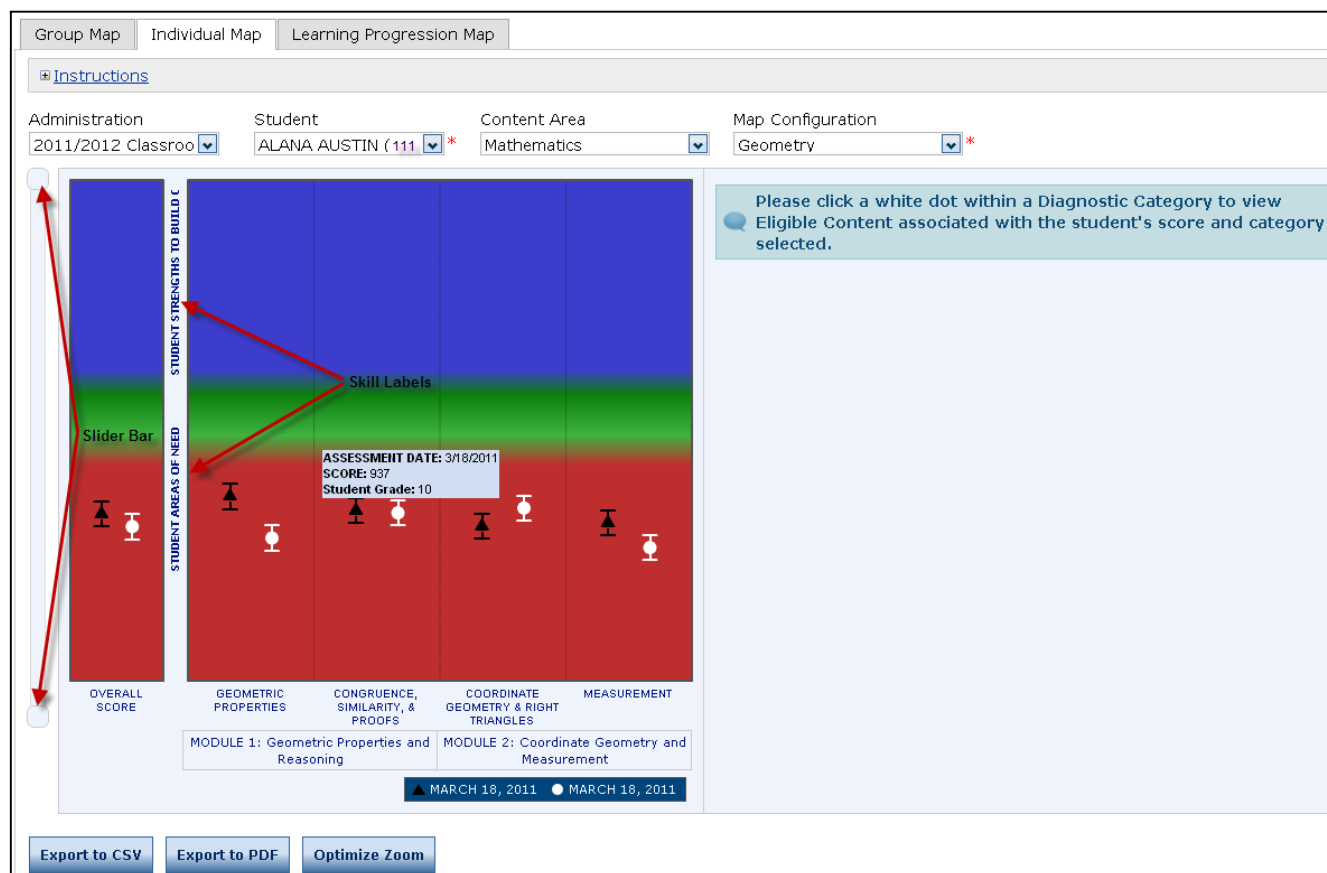 Group Map Individual Map Learning Progression Map
Instructions
Administration Student Content Area Map Configuration
2011/2012 Classroo ALANA AUSTIN ( 111 * Mathematics Geometry *
Please click a white dot within a Diagnostic Category to view
Eligible Content associated with the student's score and category
selected.
STUDENT STRENGTHS TO BUILD
Skill Labels
Slider Bar
STUDENT AREAS OF NEED
ASSESSMENT DATE: 3/18/2011
SCORE: 937
Student Grade: 10
OVERALL
SCORE
GEOMETRIC
PROPERTIES
CONGRUENCE,
SIMILARITY, &
PROOFS
COORDINATE
GEOMETRY & RIGHT
TRIANGLES
MEASUREMENT
MODULE 1: Geometric Properties and
Reasoning
MODULE 2: Coordinate Geometry and
Measurement
MARCH 18, 2011 MARCH 18, 2011
Export to CSV Export to PDF Optimize Zoom